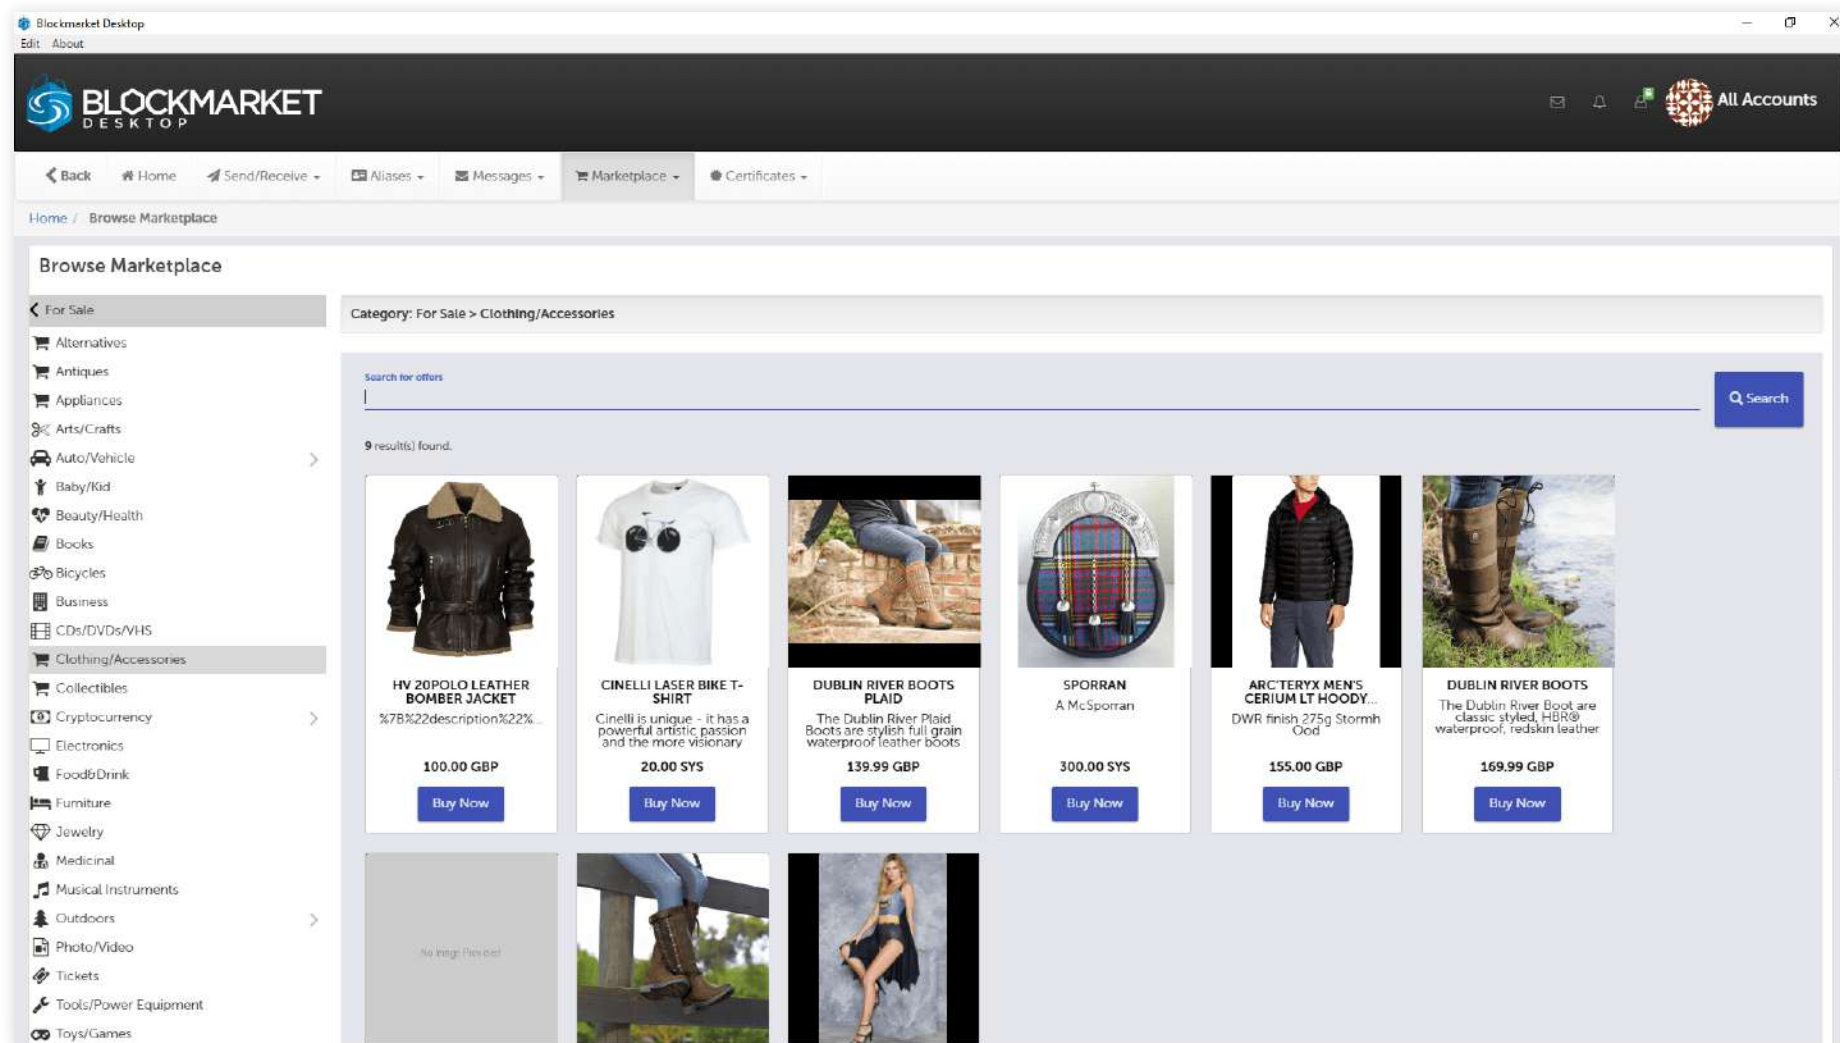 Blockmarket Desktop
Edit About
BLOCKMARKET
DESKTOP
All Accounts
Back Home Send/Receive Aliases Messages Marketplace Certificates
Home / Browse Marketplace
Browse Marketplace
For Sale
Alternatives
Antiques
Appliances
Arts/Crafts
Auto/Vehicle
Baby/Kid
Beauty/Health
Books
Bicycles
Business
CDs/DVDs/VHS
Clothing/Accessories
Collectibles
Cryptocurrency
Electronics
Food&Drink
Furniture
Jewelry
Medicinal
Musical Instruments
Outdoors
Photo/Video
Tickets
Tools/Power Equipment
Toys/Games
Category: For Sale > Clothing/Accessories
Search for offers
Search
9 result(s) found.
HV 20POLO LEATHER
BOMBER JACKET
%7B%22description%22%...
100.00 GBP
Buy Now
CINELLI LASER BIKE T-
SHIRT
Cinelli is unique - it has a
powerful artistic passion
and the more visionary
20.00 SYS
Buy Now
DUBLIN RIVER BOOTS
PLAID
The Dublin River Plaid
Boots are stylish full grain
waterproof leather boots
139.99 GBP
Buy Now
SPORRAN
A McSporran
300.00 SYS
Buy Now
ARC'TERYX MEN'S
CERIUM LT HOODY...
DWR finish 275g Stormh
Ood
155.00 GBP
Buy Now
DUBLIN RIVER BOOTS
The Dublin River Boot are
classic styled, HBR®
waterproof, redskin leather
169.99 GBP
Buy Now
No Image Provided